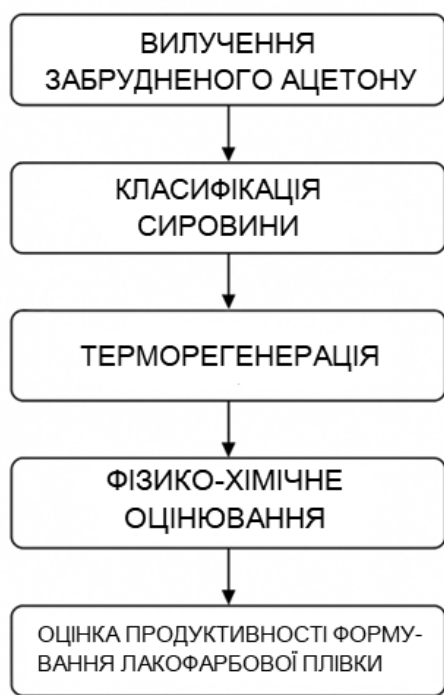 ВИЛУЧЕННЯ
ЗАБРУДНЕНОГО АЦЕТОНУ
КЛАСИФІКАЦІЯ
СИРОВИНИ
ТЕРМОРЕГЕНЕРАЦІЯ
ФІЗИКО-ХІМІЧНЕ
ОЦІНЮВАННЯ
ОЦІНКА ПРОДУКТИВНОСТІ ФОРМУ-
ВАННЯ ЛАКОФАРБОВОЇ ПЛІВКИ